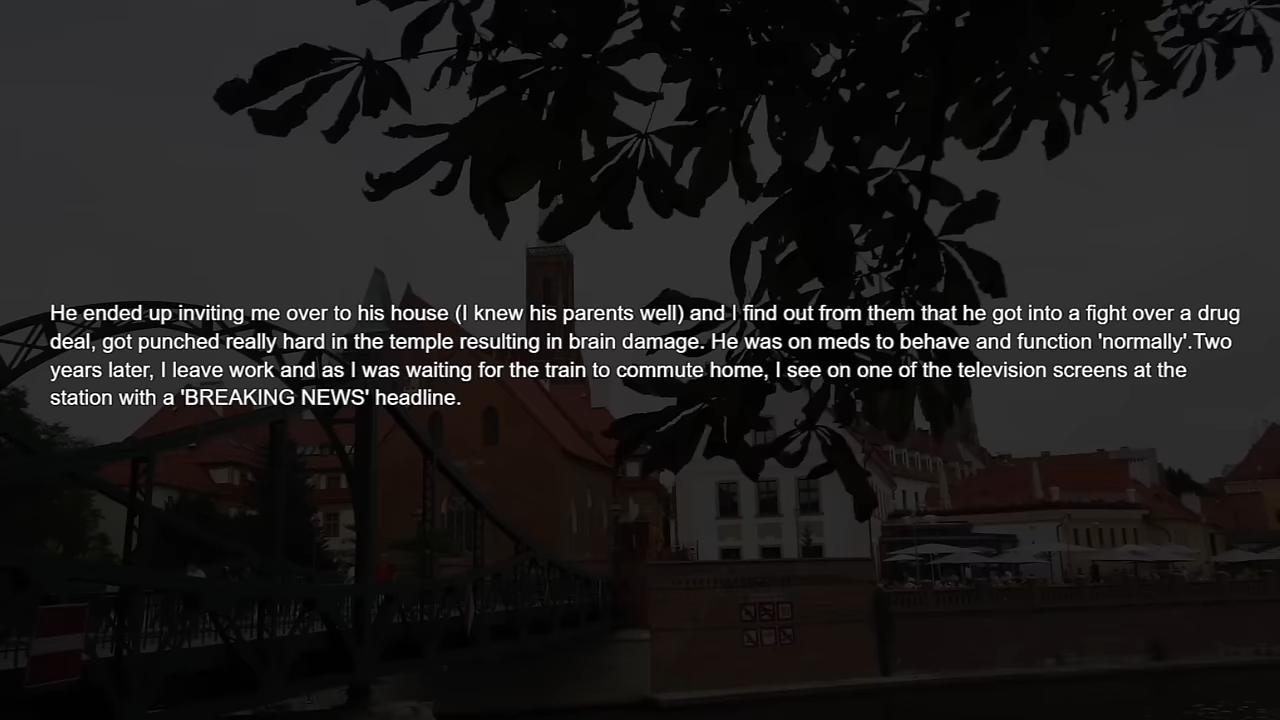 He ended up inviting me over to his house (I knew his parents well) and I find out from them that he got into a fight over a drug
deal, got punched really hard in the temple resulting in brain damage. He was on meds to behave and function 'normally'.Two
years later, I leave work and as I was waiting for the train to commute home, I see on one of the television screens at the
station with a 'BREAKING NEWS' headline.